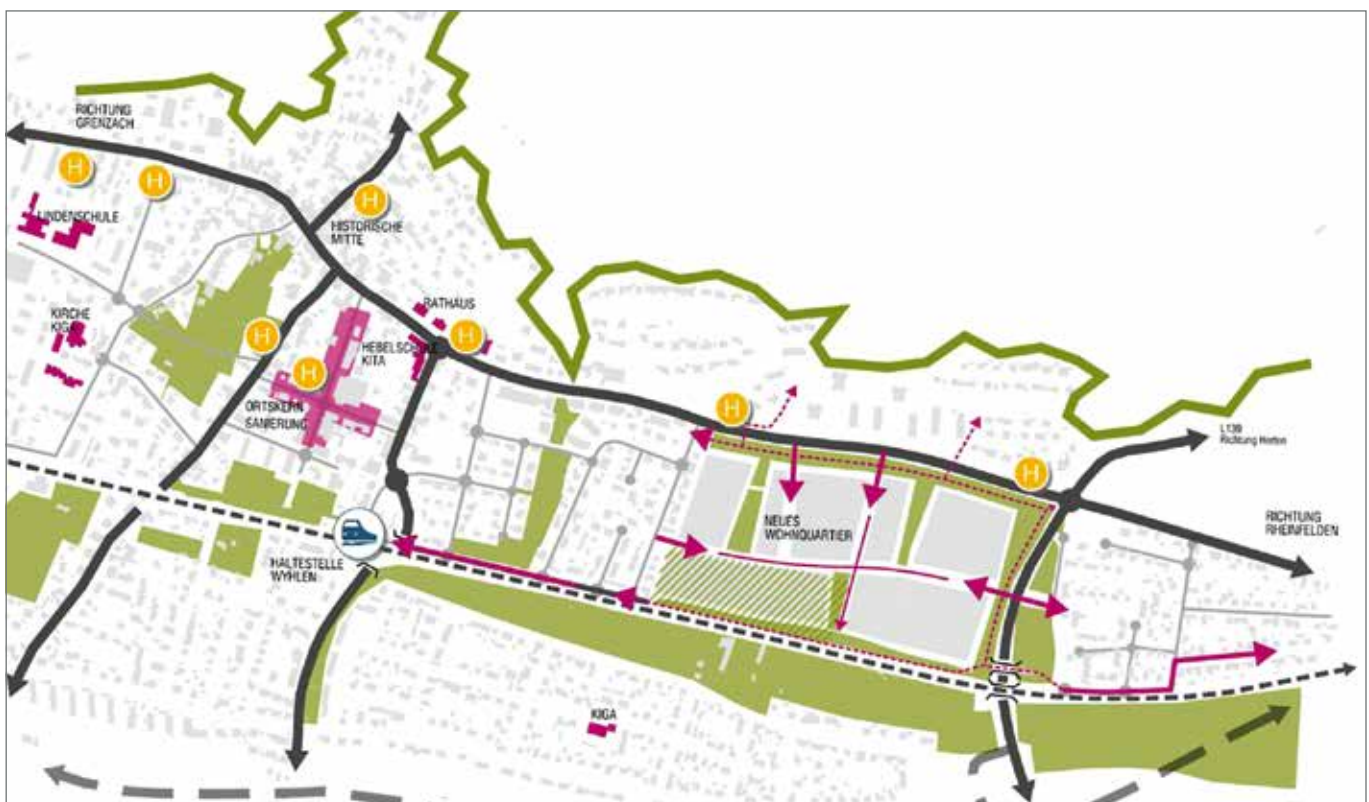 RICHTUNG
GRENZACH
H
H
H
LINDENSCHULE
HISTORISCHE
MITTE
KIRCHE
KIGA
RATHAUS
H
H
HEBELSCHULE
KITA
H
ORTSKERN
SANIERUNG
H
L139
Richtung Herten
H
RICHTUNG
RHEINFELDEN
NEUES
WOHNQUARTIER
HALTESTELLE
WYHLEN
KIGA